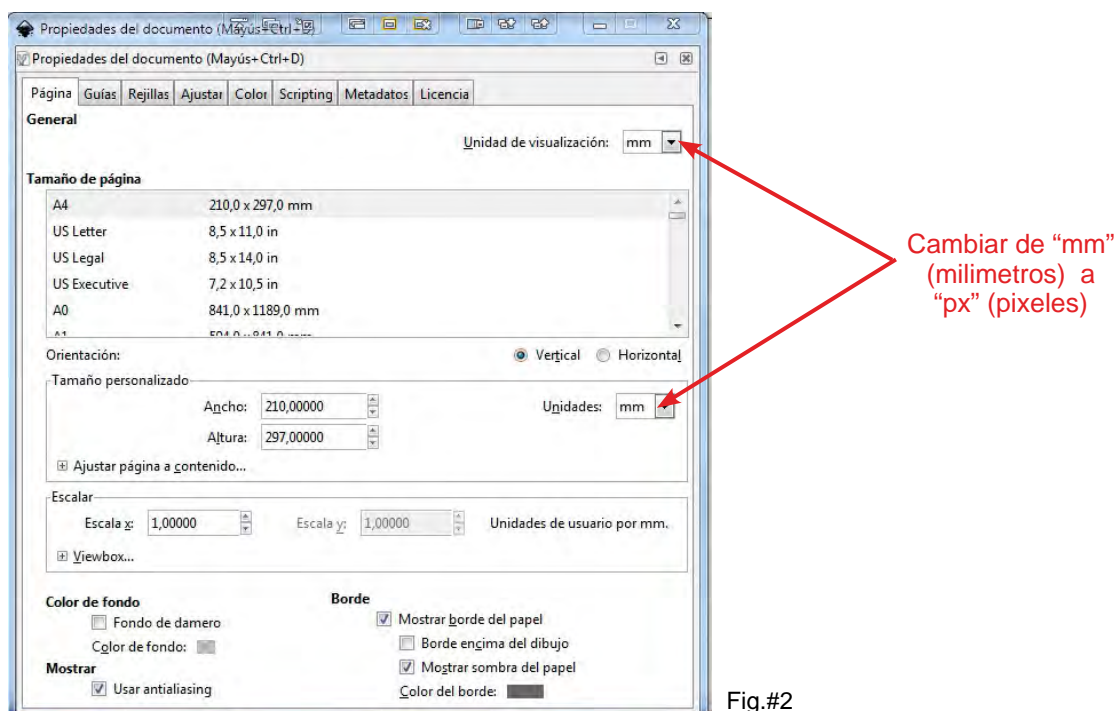 Propiedades del documento (Mayús+Ctrl+D)
Propiedades del documento (Mayús+Ctrl+D)
Página Guías Rejillas Ajustar Color Scripting Metadatos Licencia
General
Unidad de visualización: mm
Tamaño de página
A4 210,0 x 297,0 mm
US Letter 8,5 x 11,0 in
US Legal 8,5 x 14,0 in
US Executive 7,2 x 10,5 in
A0 841,0 x 1189,0 mm
A1 594,0 x 841,0 mm
Orientación: Vertical Horizontal
Tamaño personalizado
Ancho: 210,00000 Unidades: mm
Altura: 297,00000
Ajustar página a contenido...
Escalar
Escala x: 1,00000 Escala y: 1,00000 Unidades de usuario por mm.
Viewbox...
Color de fondo
Fondo de damero
Color de fondo:
Mostrar
Usar antialiasing
Borde
Mostrar borde del papel
Borde encima del dibujo
Mostrar sombra del papel
Color del borde:
Cambiar de “mm”
(milimetros) a
“px” (pixeles)
Fig.#2